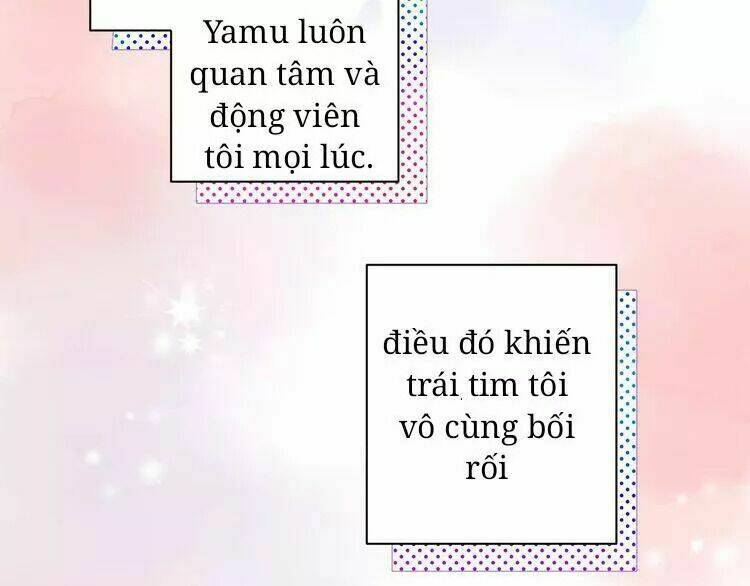 Yamu luôn
quan tâm và
động viên
tôi mọi lúc.
điều đó khiến
trái tim tôi
vô cùng bối
rối